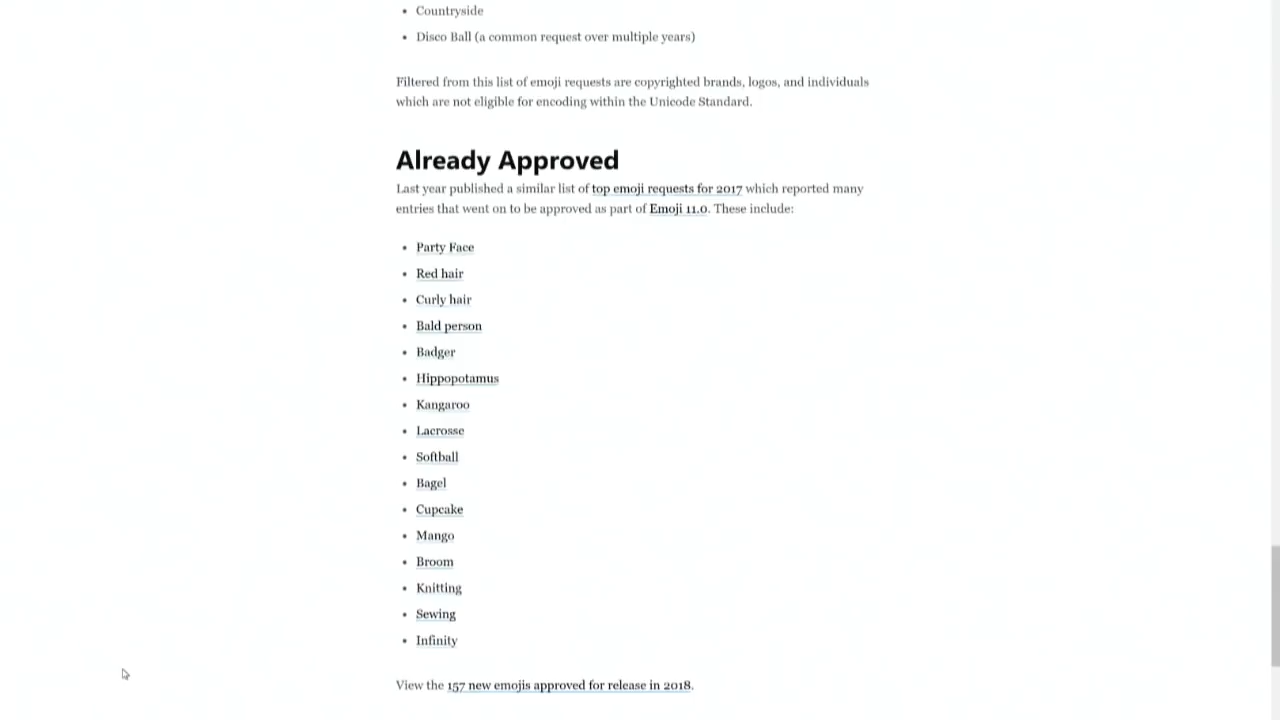 Countryside
Disco Ball (a common request over multiple years)
Filtered from this list of emoji requests are copyrighted brands, logos, and individuals
which are not eligible for encoding within the Unicode Standard.
Already Approved
Last year published a similar list of top emoji requests for 2017 which reported many
entries that went on to be approved as part of Emoji 11.0. These include:
Party Face
Red hair
Curly hair
Bald person
Badger
Hippopotamus
Kangaroo
Lacrosse
Softball
Bagel
Cupcake
Mango
Broom
Knitting
Sewing
Infinity
View the 157 new emojis approved for release in 2018.